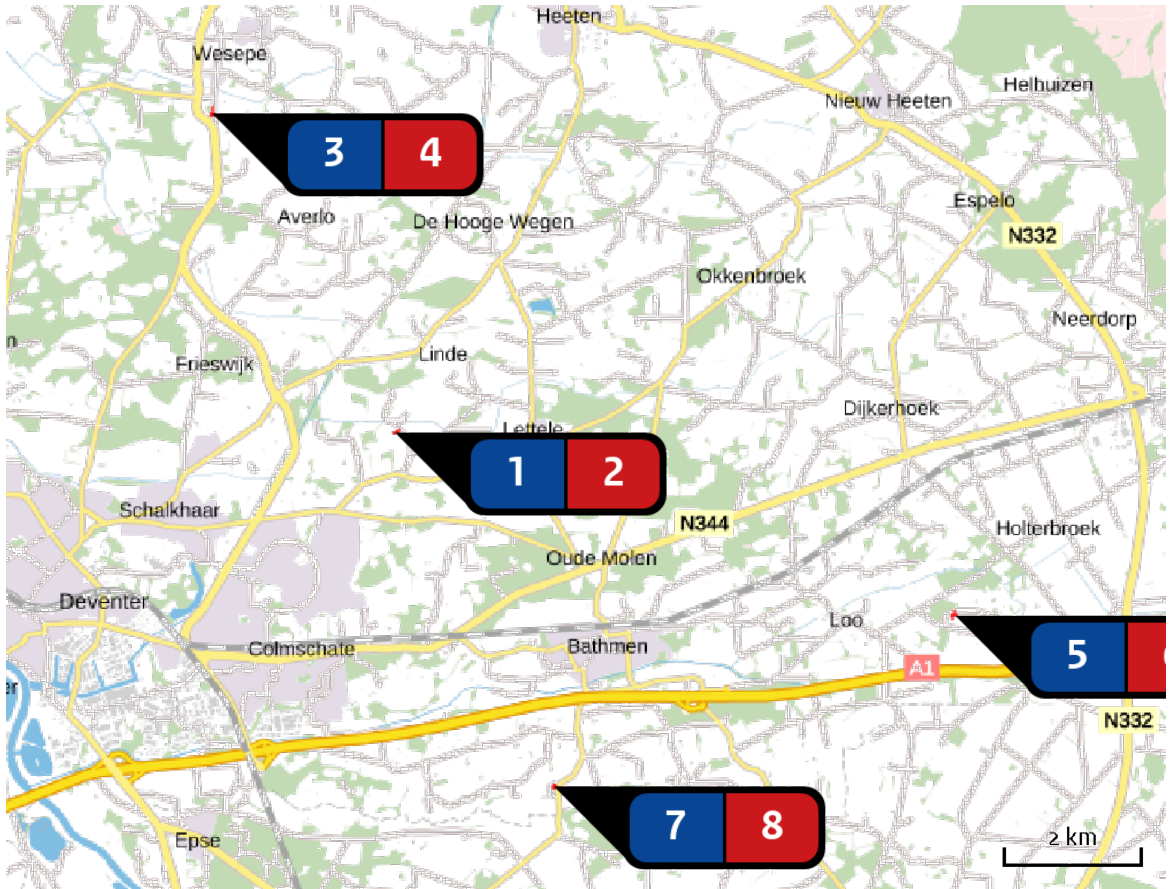 Heeten
Wesepe
Helhuizen
Nieuw Heeten
3 4
Espelo
Averlo
De Hooge Wegen
N332
Okkenbroek
Neerdorp
n
Linde
Frieswijk
Dijkerhoek
Lettele
1 2
Schalkhaar
N344
Holterbroek
Oude Molen
Deventer
Loo
Colmschate
Bathmen
5
A1
er
N332
7 8
2 km
Epse